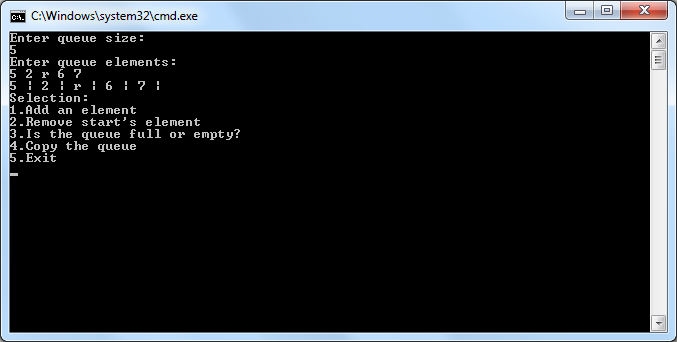 C:\Windows\system32\cmd.exe
Enter queue size:
5
Enter queue elements:
5 2 r 6 7
5 ¦ 2 ¦ r ¦ 6 ¦ 7 ¦
Selection:
1.Add an element
2.Remove start's element
3.Is the queue full or empty?
4.Copy the queue
5.Exit